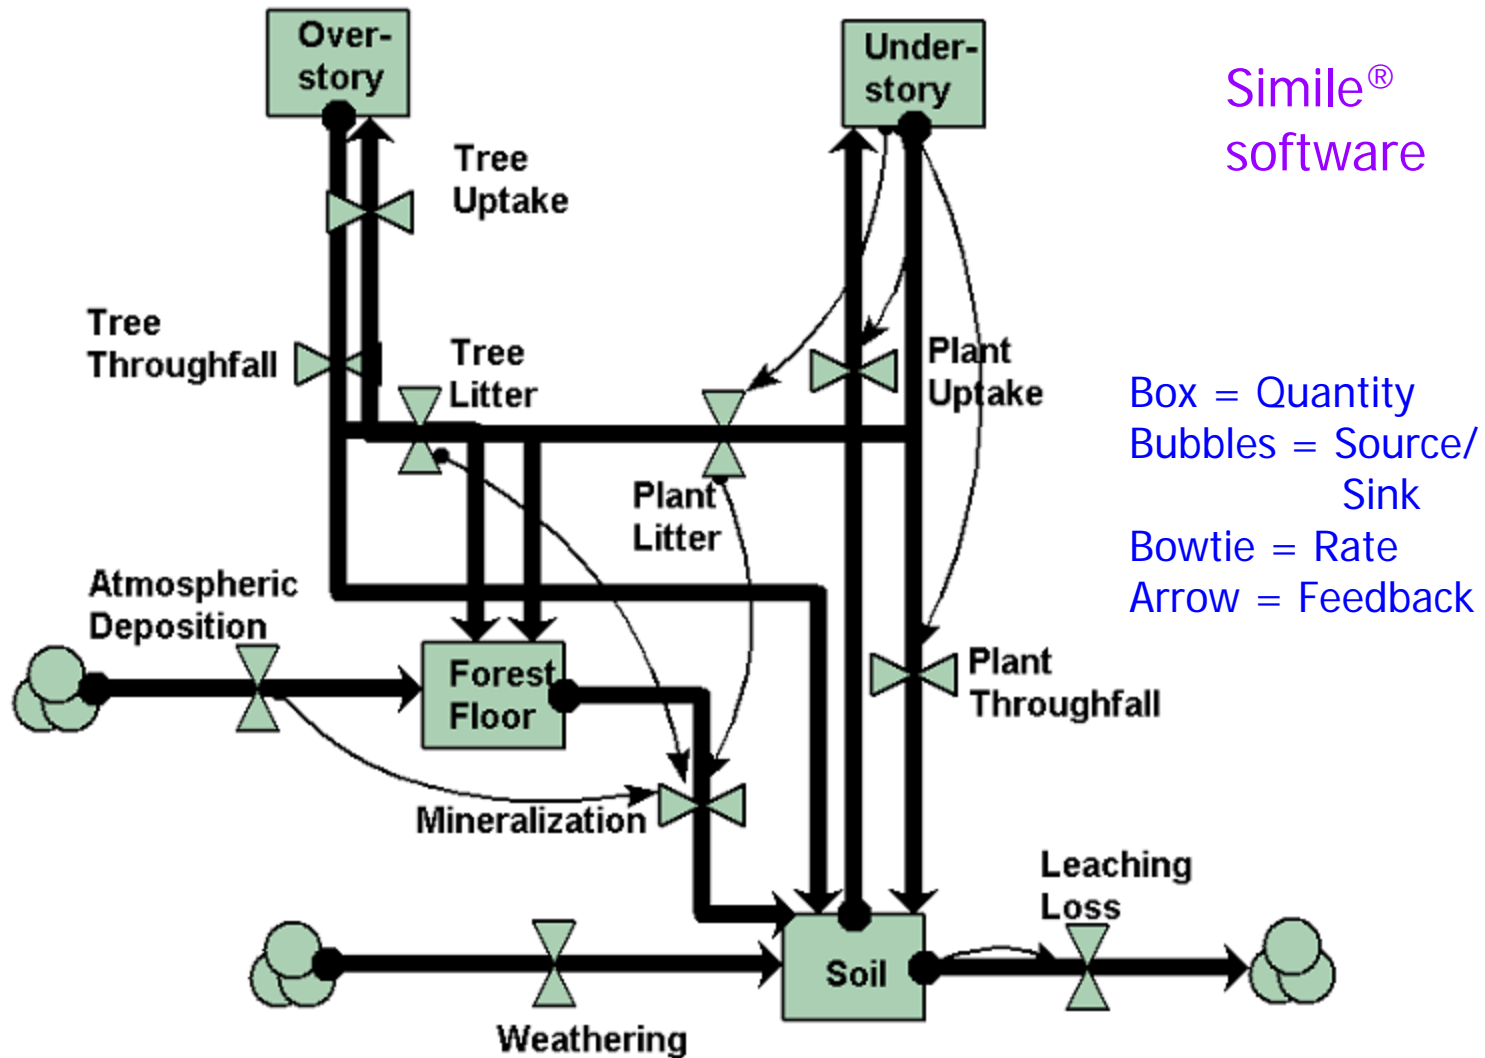 Over-
story
Under-
story
Simile®
software
Tree
Uptake
Tree
Throughfall
Tree
Litter
Plant
Uptake
Box = Quantity
Bubbles = Source/
Sink
Bowtie = Rate
Arrow = Feedback
Plant
Litter
Atmospheric
Deposition
Forest
Floor
Plant
Throughfall
Mineralization
Leaching
Loss
Soil
Weathering